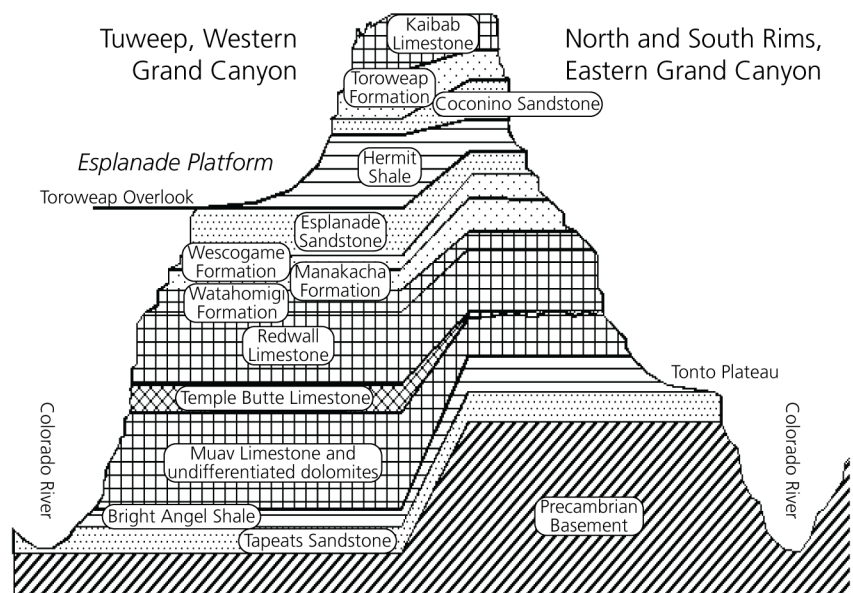 Tuweep, Western
Grand Canyon
North and South Rims,
Eastern Grand Canyon
Kaibab
Limestone
Toroweap
Formation
Coconino Sandstone
Esplanade Platform
Hermit
Shale
Toroweap Overlook
Esplanade
Sandstone
Wescogame
Formation
Manakacha
Formation
Watahomigi
Formation
Redwall
Limestone
Temple Butte Limestone
Tonto Plateau
Colorado River
Colorado River
Muav Limestone and
undifferentiated dolomites
Bright Angel Shale
Precambrian
Basement
Tapeats Sandstone